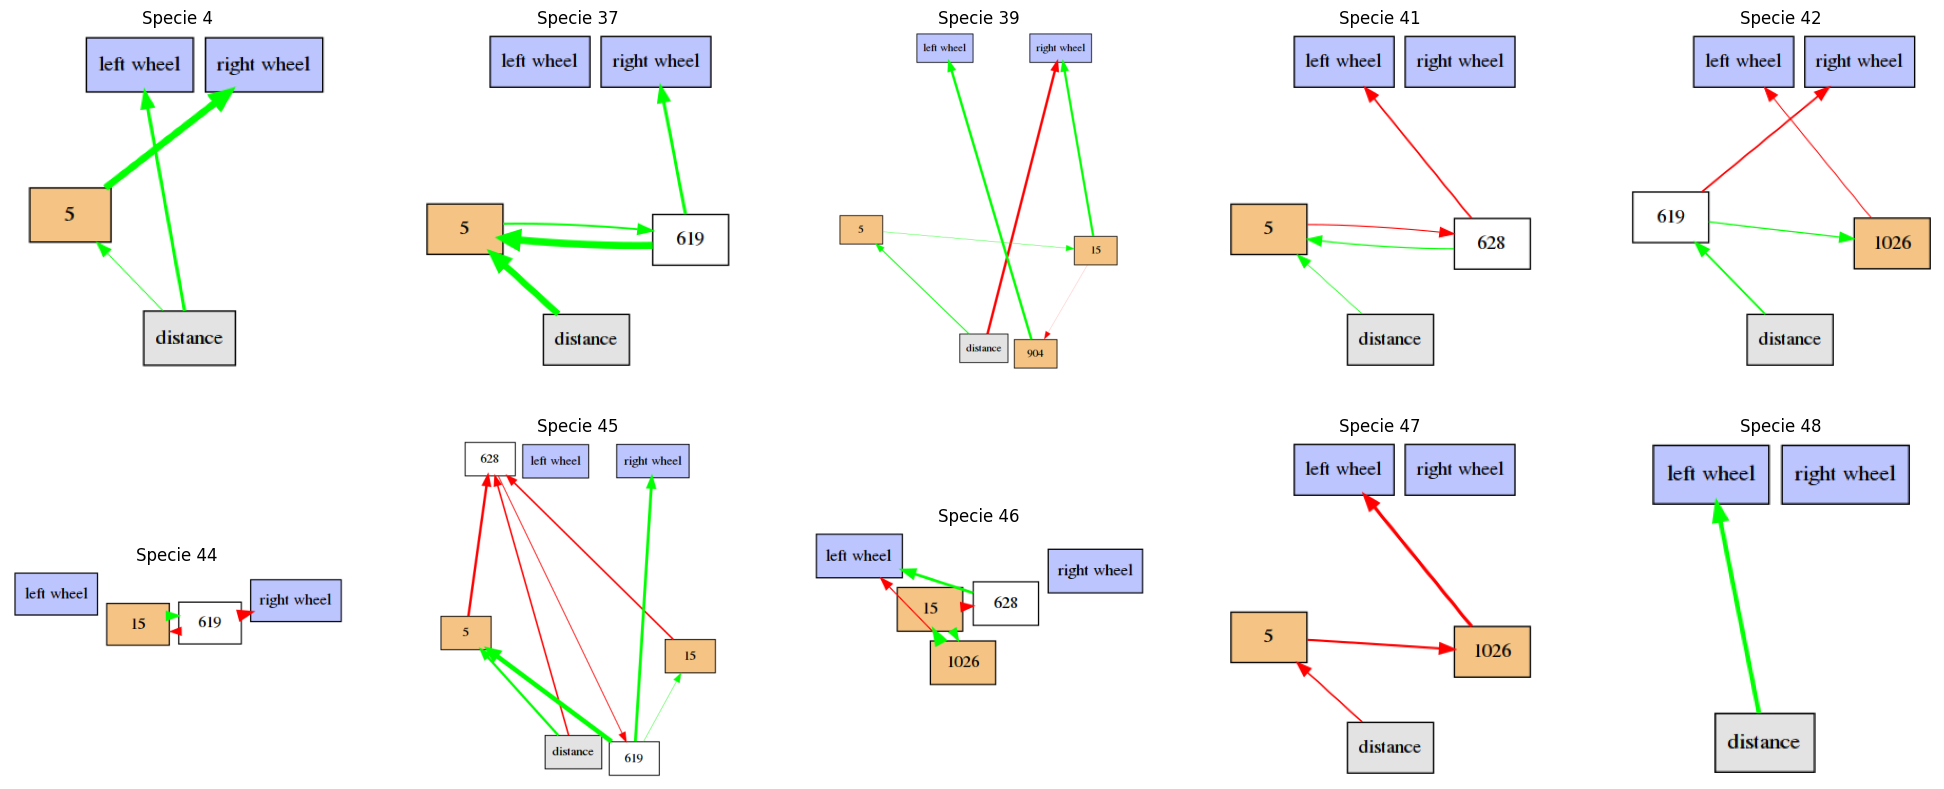 Specie 4
left wheel
right wheel
5
distance
Specie 37
left wheel
right wheel
5
619
distance
Specie 39
left wheel
right wheel
5
15
distance
904
Specie 41
left wheel
right wheel
5
628
distance
Specie 42
left wheel
right wheel
619
1026
distance
Specie 44
left wheel
15
619
right wheel
Specie 45
628
left wheel
right wheel
5
15
distance
619
Specie 46
left wheel
right wheel
15
628
1026
Specie 47
left wheel
right wheel
5
1026
distance
Specie 48
left wheel
right wheel
distance